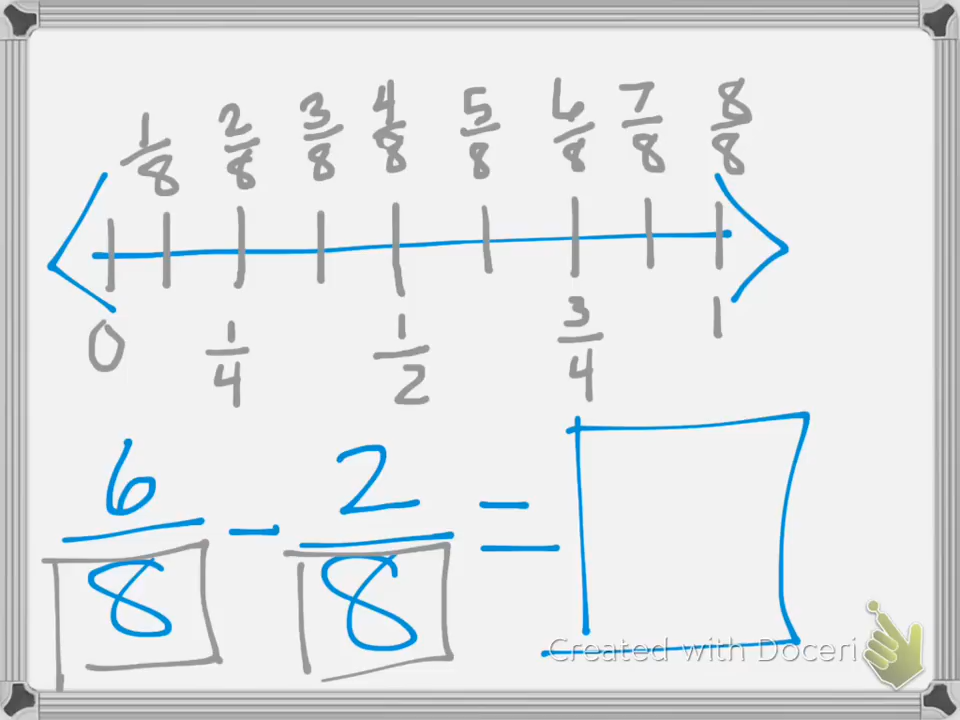 1/8 2/8 3/8 4/8 5/8 6/8 7/8 8/8
0 1/4 1/2 3/4 1
6/8 - 2/8 =
Created with Doceri